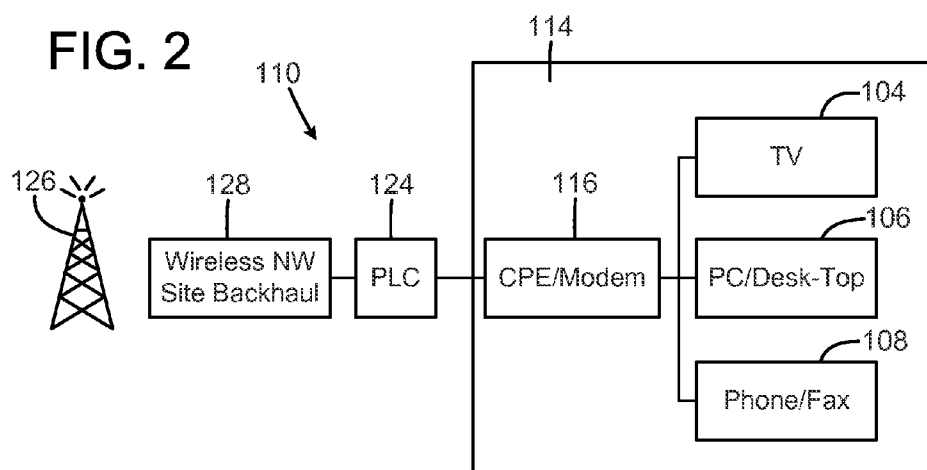 FIG. 2
110
114
104
TV
126
128
124
116
106
Wireless NW
Site Backhaul
PLC
CPE/Modem
PC/Desk-Top
108
Phone/Fax